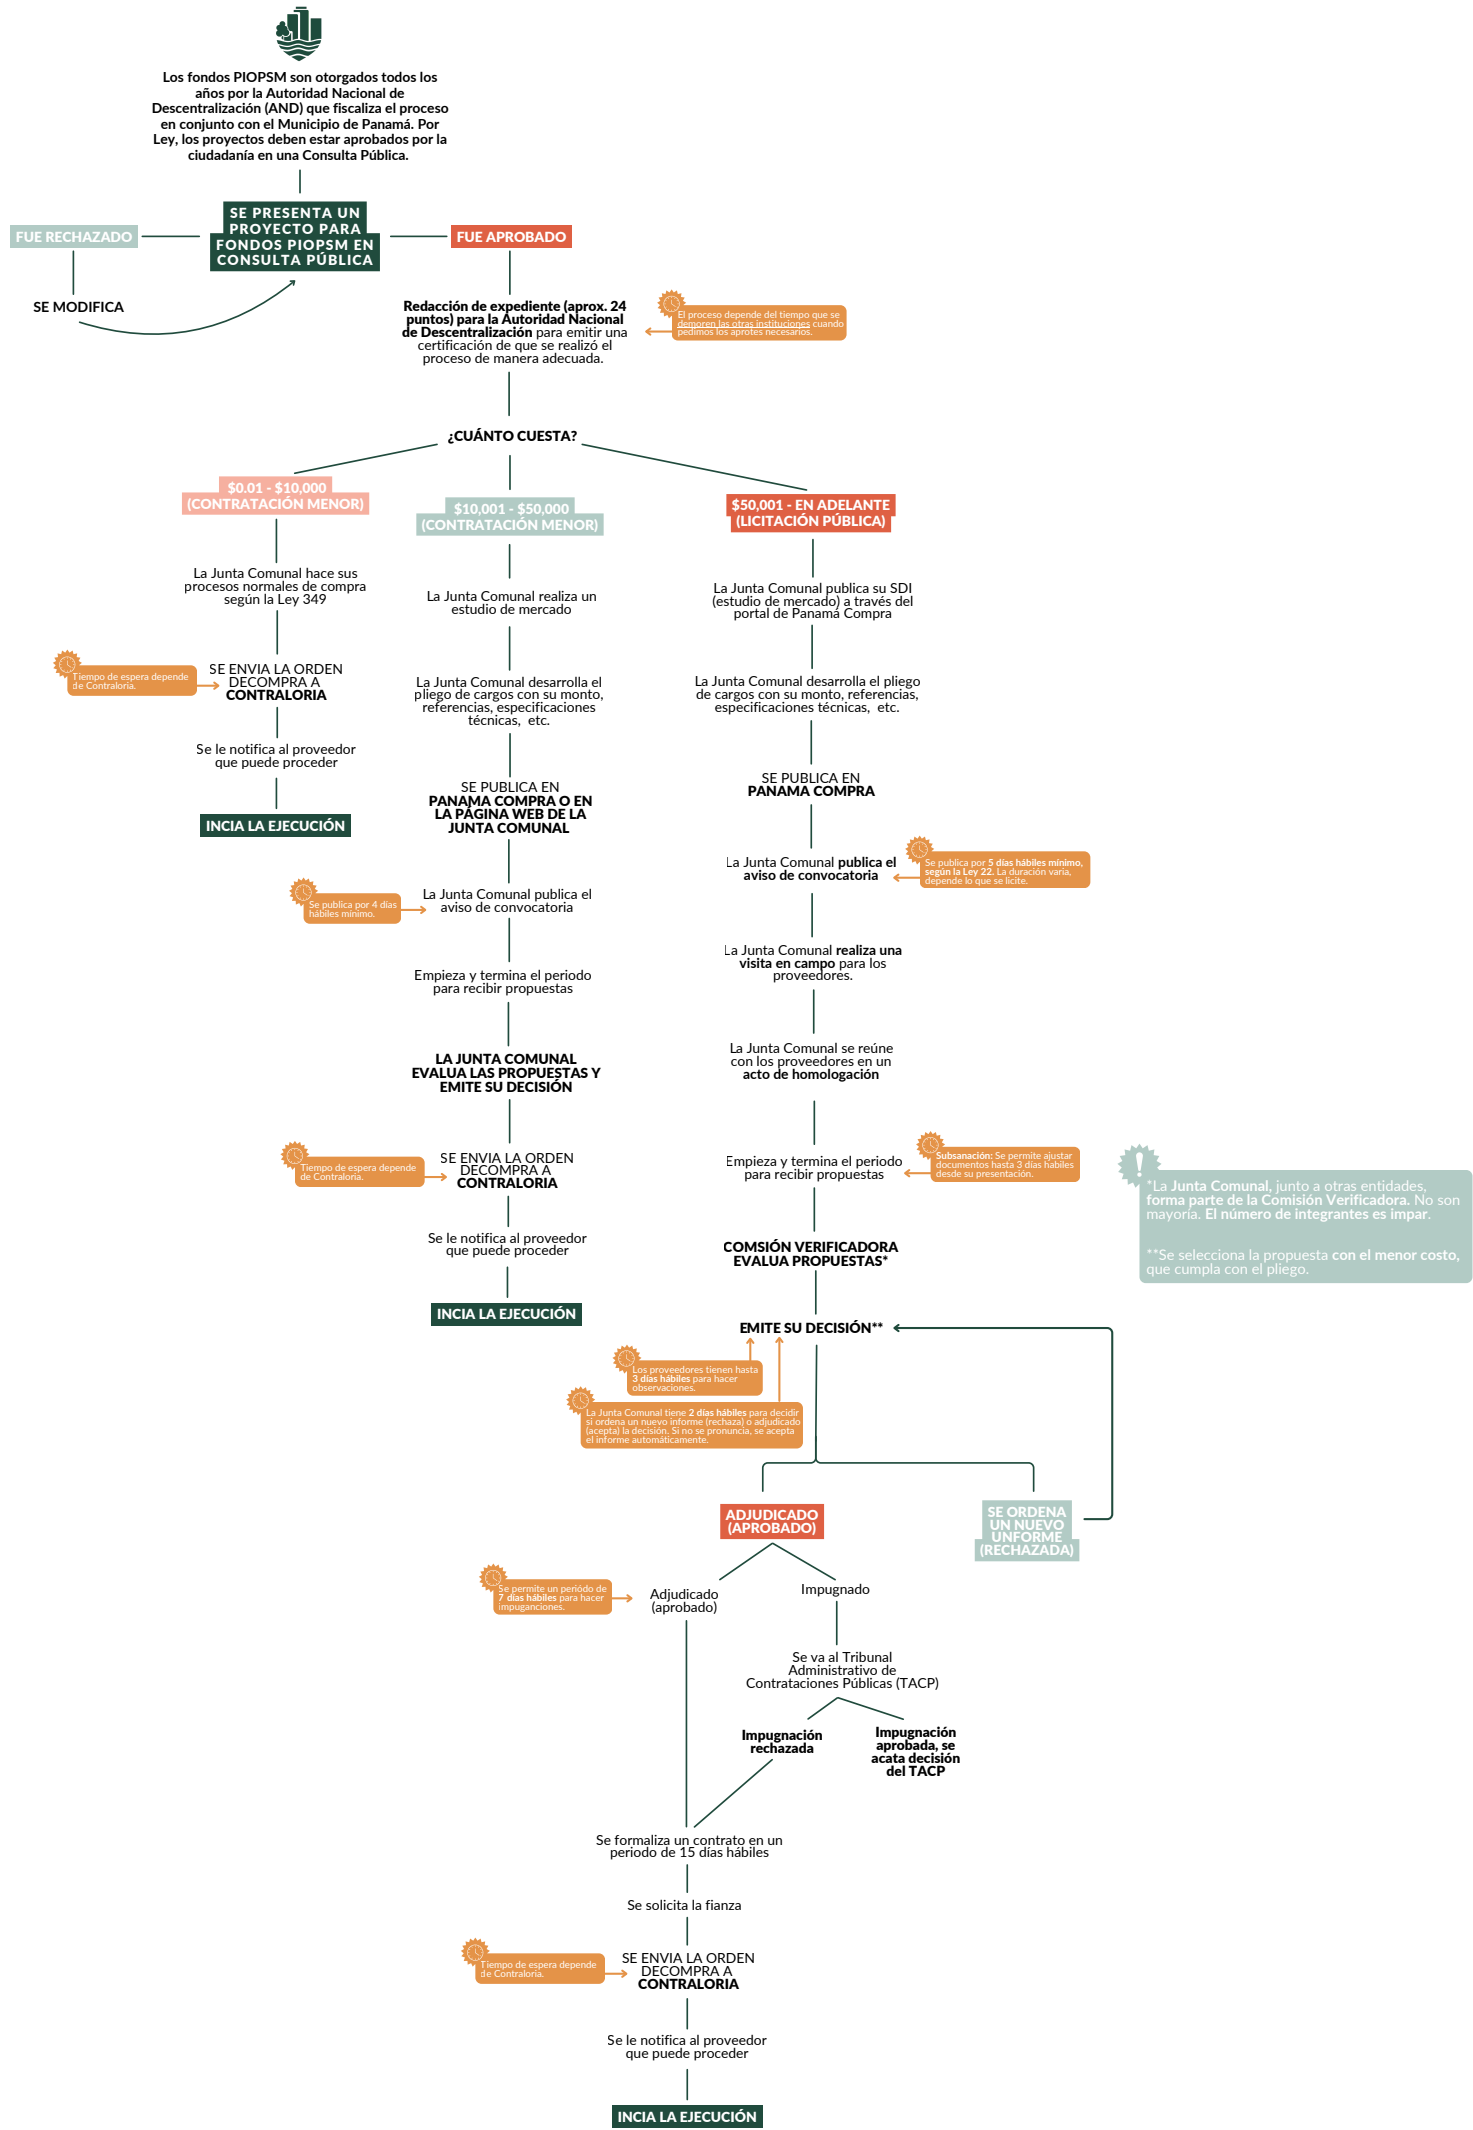 Los fondos PIOPSM son otorgados todos los
años por la Autoridad Nacional de
Descentralización (AND) que fiscaliza el proceso
en conjunto con el Municipio de Panamá. Por
Ley, los proyectos deben estar aprobados por la
ciudadanía en una Consulta Pública.
SE PRESENTA UN
PROYECTO PARA
FONDOS PIOPSM EN
CONSULTA PÚBLICA
FUE RECHAZADO
SE MODIFICA
FUE APROBADO
Redacción de expediente (aprox. 24
puntos) para la Autoridad Nacional
de Descentralización para emitir una
certificación de que se realizó el
proceso de manera adecuada.
El proceso depende del tiempo que se
demoren las otras instituciones cuando
pedimos los aprotes necesarios.
¿CUÁNTO CUESTA?
$0.01 - $10,000
(CONTRATACIÓN MENOR)
La Junta Comunal hace sus
procesos normales de compra
según la Ley 349
SE ENVIA LA ORDEN
DECOMPRA A
CONTRALORIA
Tiempo de espera depende
de Contraloria.
Se le notifica al proveedor
que puede proceder
INCIA LA EJECUCIÓN
$10,001 - $50,000
(CONTRATACIÓN MENOR)
La Junta Comunal realiza un
estudio de mercado
La Junta Comunal desarrolla el
pliego de cargos con su monto,
referencias, especificaciones
técnicas, etc.
SE PUBLICA EN
PANAMA COMPRA O EN
LA PÁGINA WEB DE LA
JUNTA COMUNAL
La Junta Comunal publica el
aviso de convocatoria
Se publica por 4 días
hábiles mínimo.
Empieza y termina el periodo
para recibir propuestas
LA JUNTA COMUNAL
EVALUA LAS PROPUESTAS Y
EMITE SU DECISIÓN
SE ENVIA LA ORDEN
DECOMPRA A
CONTRALORIA
Tiempo de espera depende
de Contraloria.
Se le notifica al proveedor
que puede proceder
INCIA LA EJECUCIÓN
$50,001 - EN ADELANTE
(LICITACIÓN PÚBLICA)
La Junta Comunal publica su SDI
(estudio de mercado) a través del
portal de Panamá Compra
La Junta Comunal desarrolla el pliego
de cargos con su monto, referencias,
especificaciones técnicas, etc.
SE PUBLICA EN
PANAMA COMPRA
La Junta Comunal publica el
aviso de convocatoria
Se publica por 5 días hábiles mínimo,
según la Ley 22. La duración varia,
depende lo que se licite.
La Junta Comunal realiza una
visita en campo para los
proveedores.
La Junta Comunal se reúne
con los proveedores en un
acto de homologación
Empieza y termina el periodo
para recibir propuestas
Subsanación: Se permite ajustar
documentos hasta 3 días habiles
desde su presentación.
COMSIÓN VERIFICADORA
EVALUA PROPUESTAS*
*La Junta Comunal, junto a otras entidades,
forma parte de la Comisión Verificadora. No son
mayoría. El número de integrantes es impar.
**Se selecciona la propuesta con el menor costo,
que cumpla con el pliego.
EMITE SU DECISIÓN**
Los proveedores tienen hasta
3 días hábiles para hacer
observaciones.
La Junta Comunal tiene 2 días hábiles para decidir
si ordena un nuevo informe (rechaza) o adjudicado
(acepta) la decisión. Si no se pronuncia, se acepta
el informe automáticamente.
ADJUDICADO
(APROBADO)
SE ORDENA
UN NUEVO
UNFORME
(RECHAZADA)
Se permite un periódo de
7 días hábiles para hacer
impuganciones.
Adjudicado
(aprobado)
Impugnado
Se va al Tribunal
Administrativo de
Contrataciones Públicas (TACP)
Impugnación
rechazada
Impugnación
aprobada, se
acata decisión
del TACP
Se formaliza un contrato en un
periodo de 15 días hábiles
Se solicita la fianza
SE ENVIA LA ORDEN
DECOMPRA A
CONTRALORIA
Tiempo de espera depende
de Contraloria.
Se le notifica al proveedor
que puede proceder
INCIA LA EJECUCIÓN